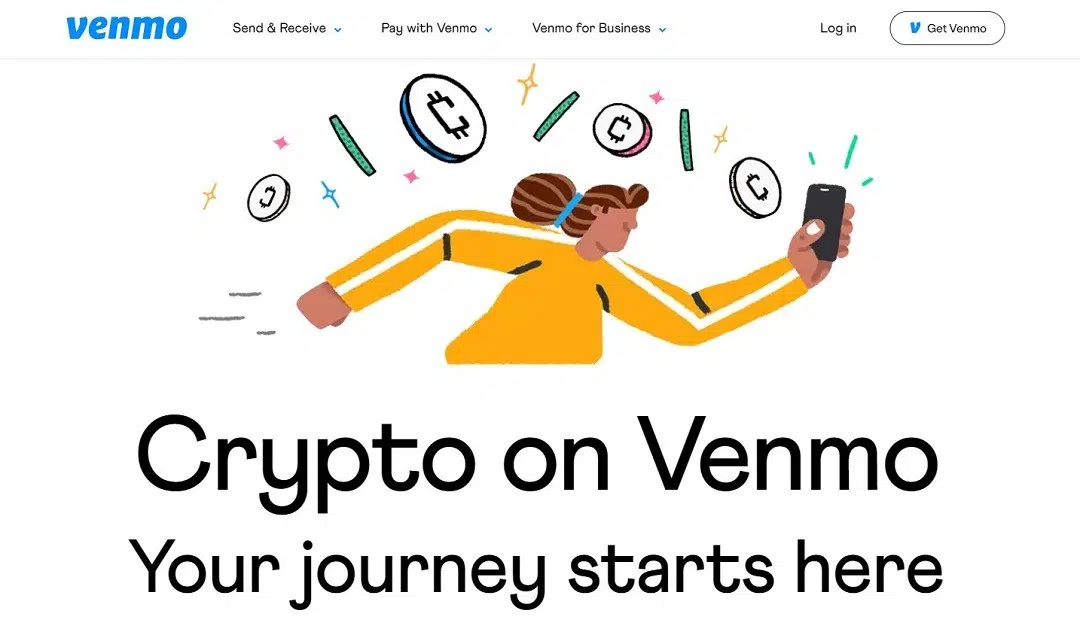 venmo Send & Receive Pay with Venmo Venmo for Business Log in Get Venmo
Crypto on Venmo
Your journey starts here